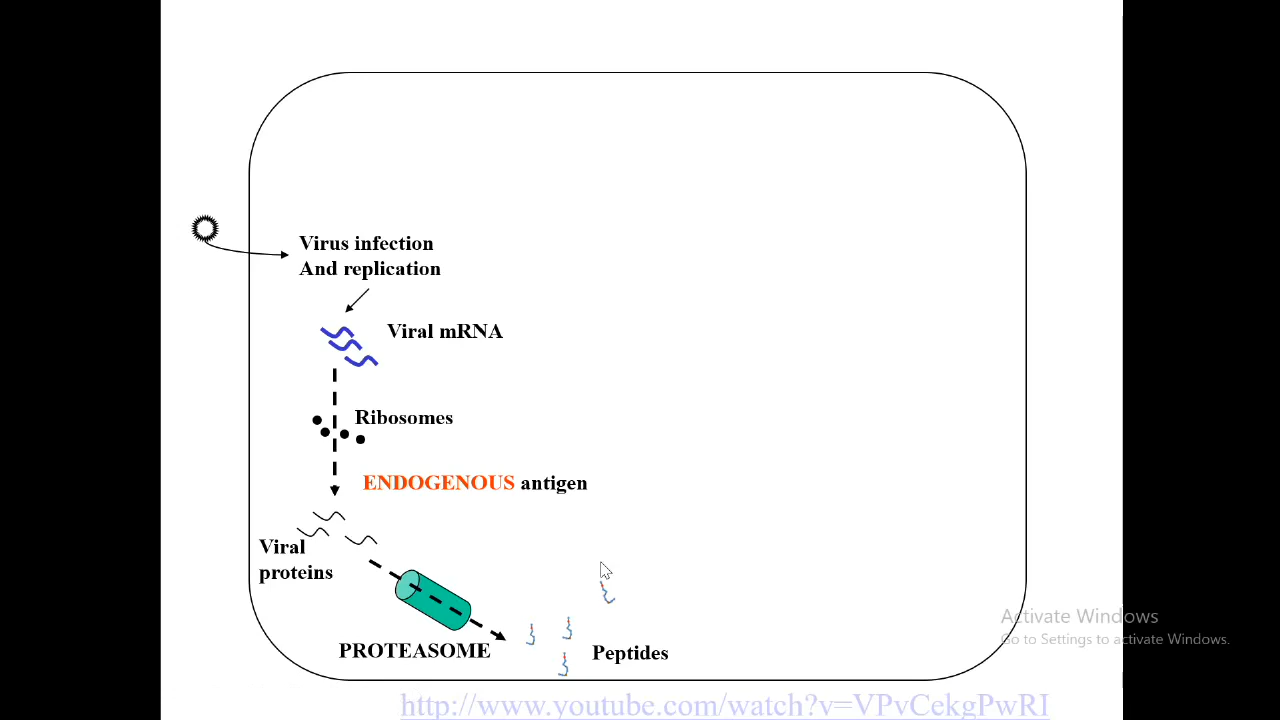 Virus infection
And replication
Viral mRNA
Ribosomes
ENDOGENOUS antigen
Viral
proteins
PROTEASOME
Peptides
Activate Windows
Go to Settings to activate Windows.
http://www.youtube.com/watch?v=VPvCekgPwRI